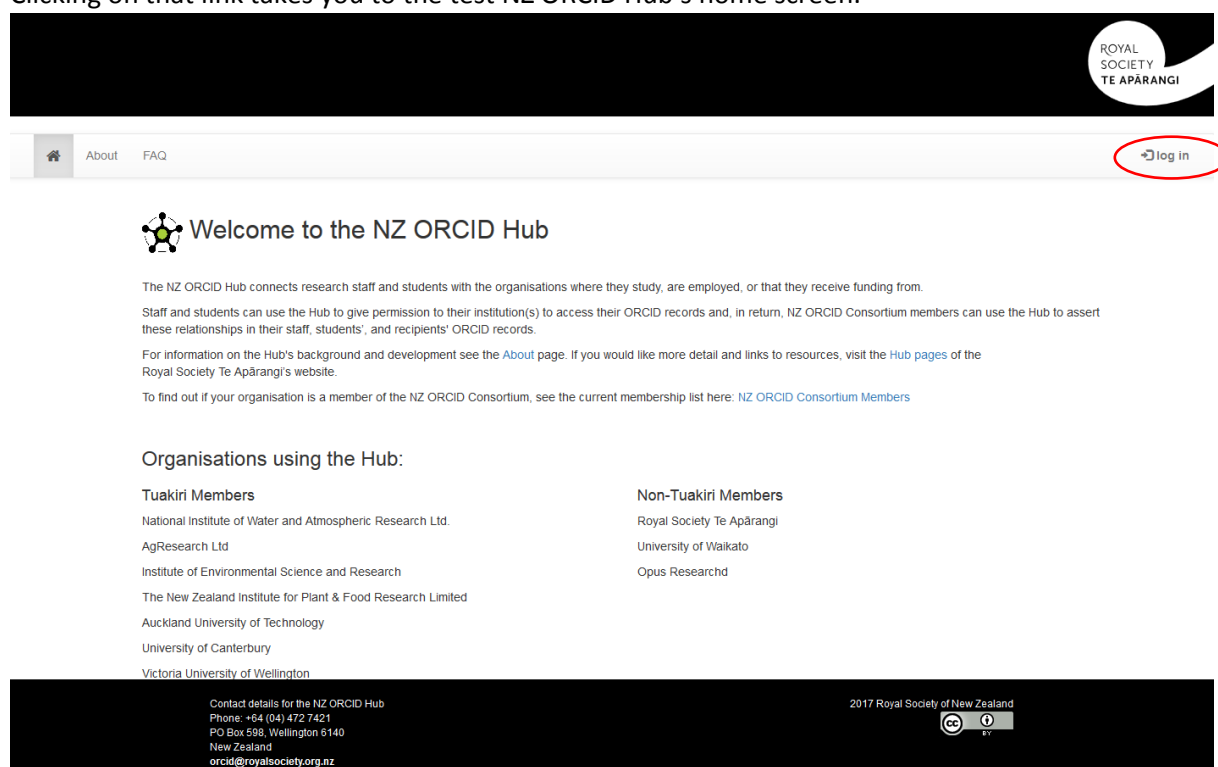 Clicking on that link takes you to the test NZ ORCID Hub's home screen.
ROYAL
SOCIETY
TE APĀRANGI
About FAQ log in
Welcome to the NZ ORCID Hub
The NZ ORCID Hub connects research staff and students with the organisations where they study, are employed, or that they receive funding from.
Staff and students can use the Hub to give permission to their institution(s) to access their ORCID records and, in return, NZ ORCID Consortium members can use the Hub to assert
these relationships in their staff, students', and recipients' ORCID records.
For information on the Hub's background and development see the About page. If you would like more detail and links to resources, visit the Hub pages of the
Royal Society Te Apārangi's website.
To find out if your organisation is a member of the NZ ORCID Consortium, see the current membership list here: NZ ORCID Consortium Members
Organisations using the Hub:
Tuakiri Members
National Institute of Water and Atmospheric Research Ltd.
AgResearch Ltd
Institute of Environmental Science and Research
The New Zealand Institute for Plant & Food Research Limited
Auckland University of Technology
University of Canterbury
Victoria University of Wellington
Non-Tuakiri Members
Royal Society Te Apārangi
University of Waikato
Opus Researchd
Contact details for the NZ ORCID Hub
Phone: +64 (04) 472 7421
PO Box 598, Wellington 6140
New Zealand
orcid@royalsociety.org.nz
2017 Royal Society of New Zealand
cc
BY